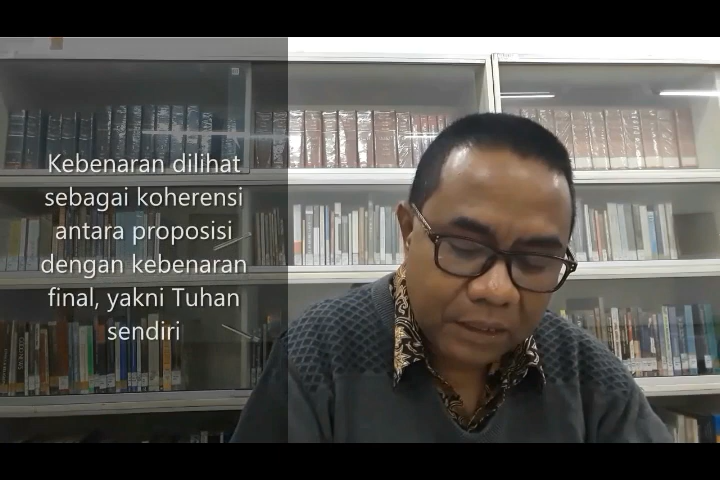 Kebenaran dilihat
sebagai koherensi
antara proposisi
dengan kebenaran
final, yakni Tuhan
sendiri